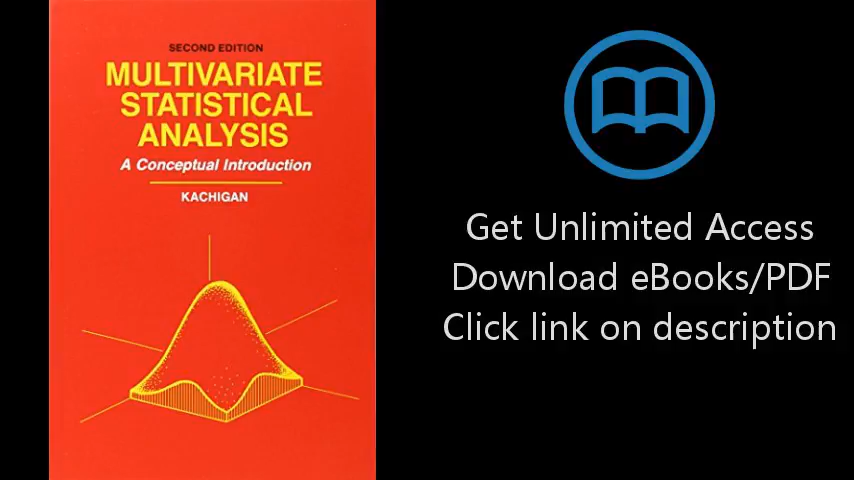 SECOND EDITION
MULTIVARIATE
STATISTICAL
ANALYSIS
A Conceptual Introduction
KACHIGAN
Get Unlimited Access
Download eBooks/PDF
Click link on description